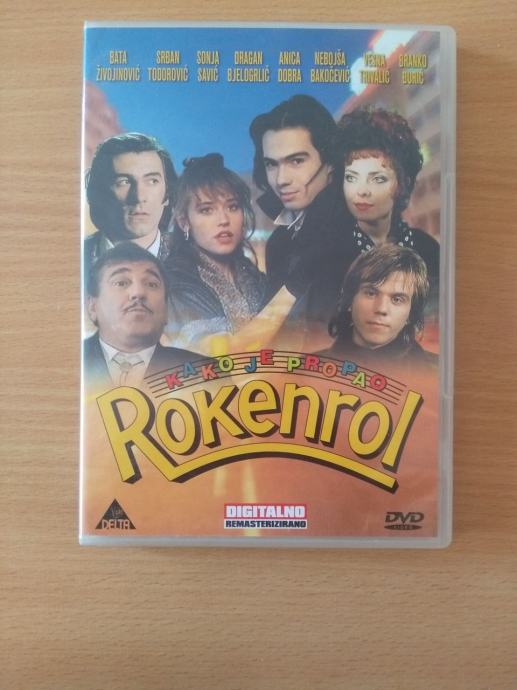 BATA SRĐAN SONJA DRAGAN ANICA NEBOJŠA VESNA BRANKO
ŽIVOJINOVIĆ TODOROVIĆ SAVIĆ BJELOGRLIĆ DOBRA BAKOČEVIĆ TRIVALIĆ ĐURIĆ
KAKO JE PROPAO
ROKenrol
DELTA
DIGITALNO
REMASTERIZIRANO
DVD
VIDEO